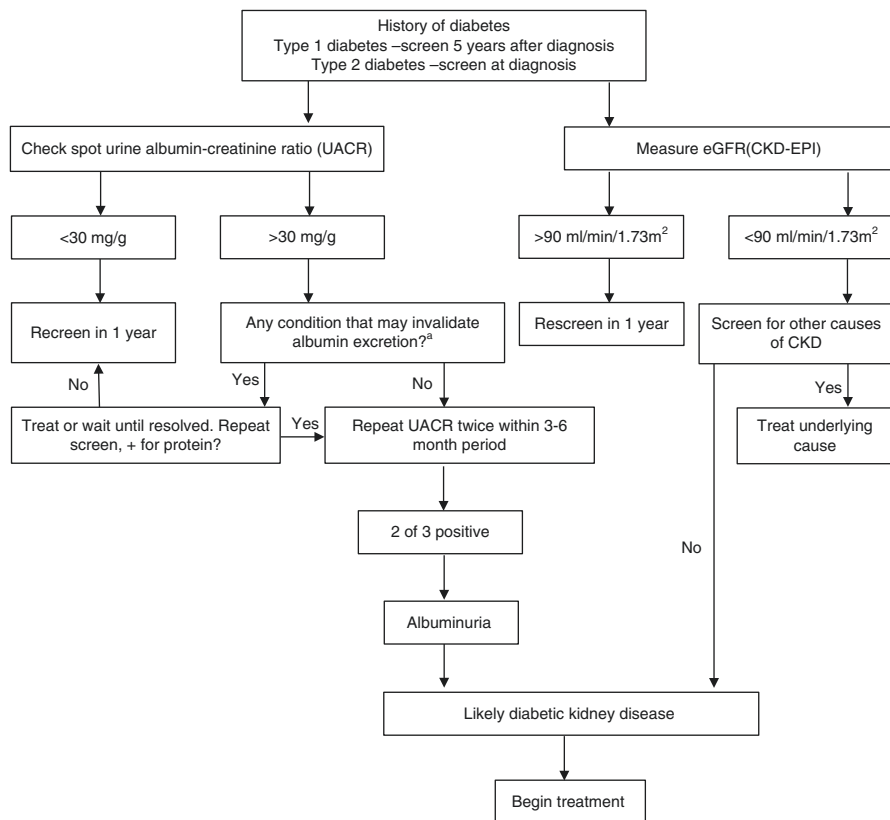 History of diabetes
Type 1 diabetes –screen 5 years after diagnosis
Type 2 diabetes –screen at diagnosis
Check spot urine albumin-creatinine ratio (UACR)
Measure eGFR(CKD-EPI)
<30 mg/g
>30 mg/g
>90 ml/min/1.73m²
<90 ml/min/1.73m²
Recreen in 1 year
Any condition that may invalidate
albumin excretion?ᵃ
Rescreen in 1 year
Screen for other causes
of CKD
No
Yes
No
Yes
Treat or wait until resolved. Repeat
screen, + for protein?
Yes
Repeat UACR twice within 3-6
month period
Treat underlying
cause
2 of 3 positive
No
Albuminuria
Likely diabetic kidney disease
Begin treatment